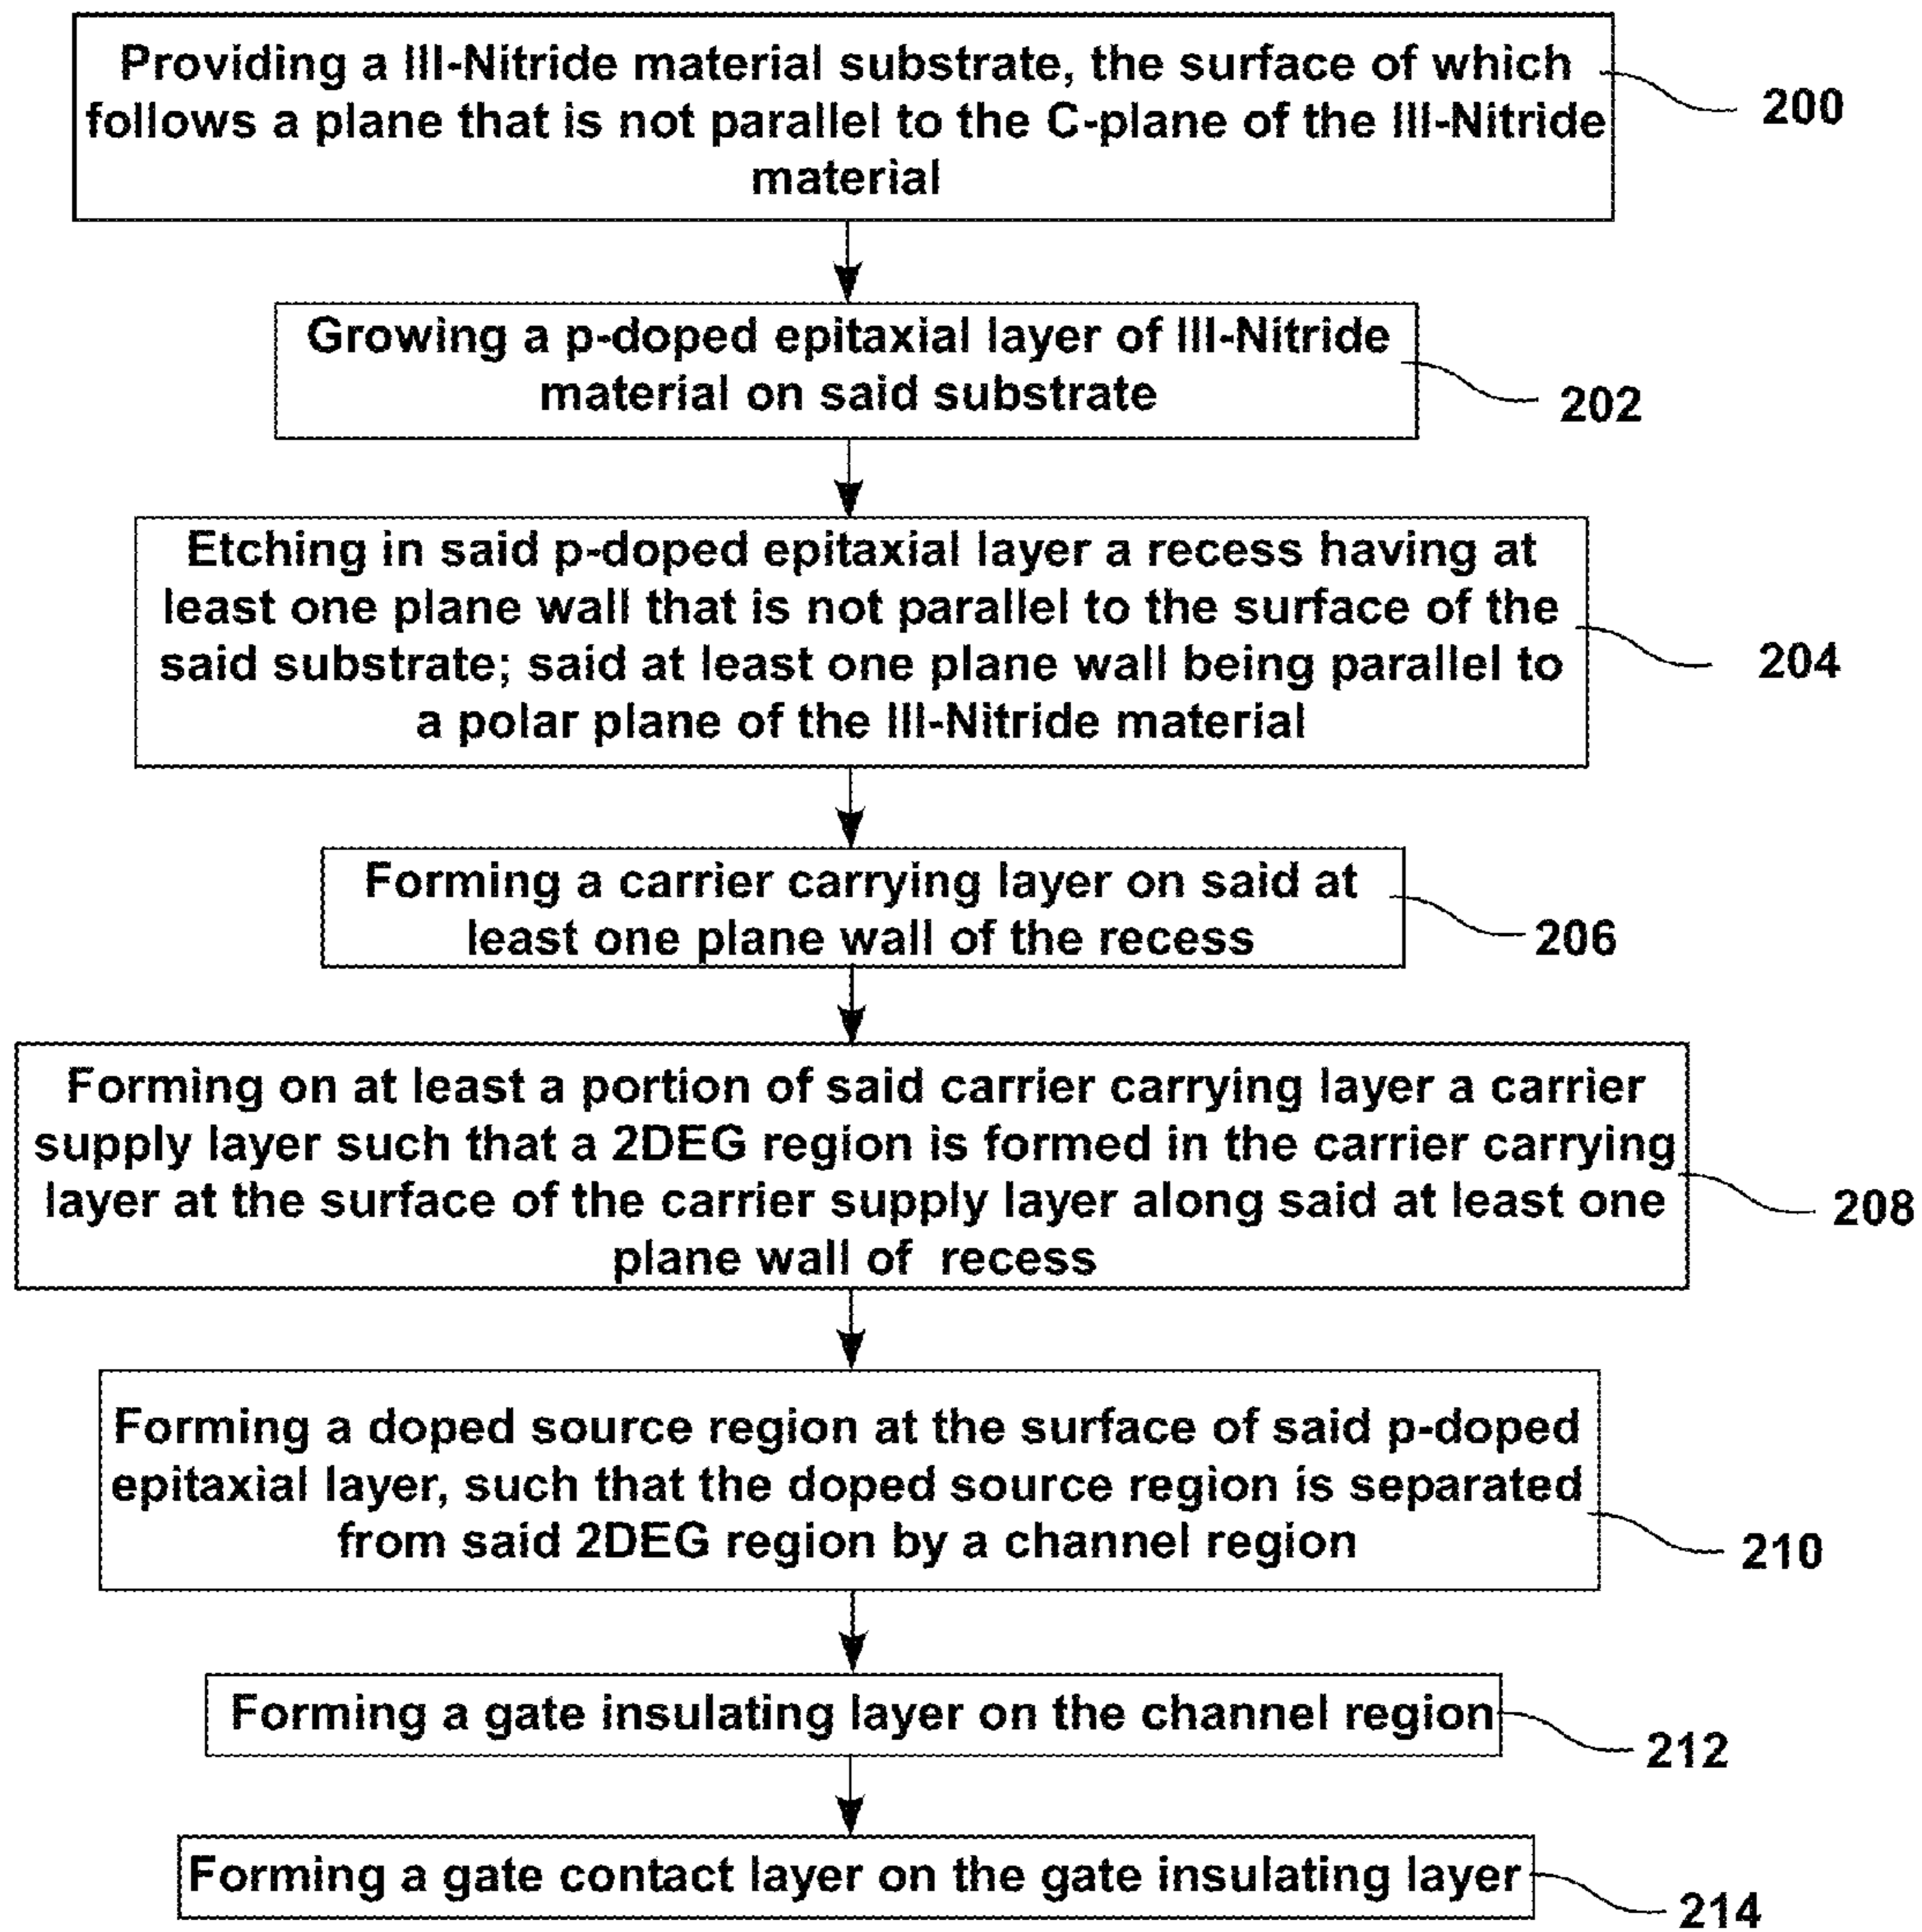 Providing a III-Nitride material substrate, the surface of which
follows a plane that is not parallel to the C-plane of the III-Nitride
material
200
Growing a p-doped epitaxial layer of III-Nitride
material on said substrate
202
Etching in said p-doped epitaxial layer a recess having at
least one plane wall that is not parallel to the surface of the
said substrate; said at least one plane wall being parallel to
a polar plane of the III-Nitride material
204
Forming a carrier carrying layer on said at
least one plane wall of the recess
206
Forming on at least a portion of said carrier carrying layer a carrier
supply layer such that a 2DEG region is formed in the carrier carrying
layer at the surface of the carrier supply layer along said at least one
plane wall of recess
208
Forming a doped source region at the surface of said p-doped
epitaxial layer, such that the doped source region is separated
from said 2DEG region by a channel region
210
Forming a gate insulating layer on the channel region
212
Forming a gate contact layer on the gate insulating layer
214